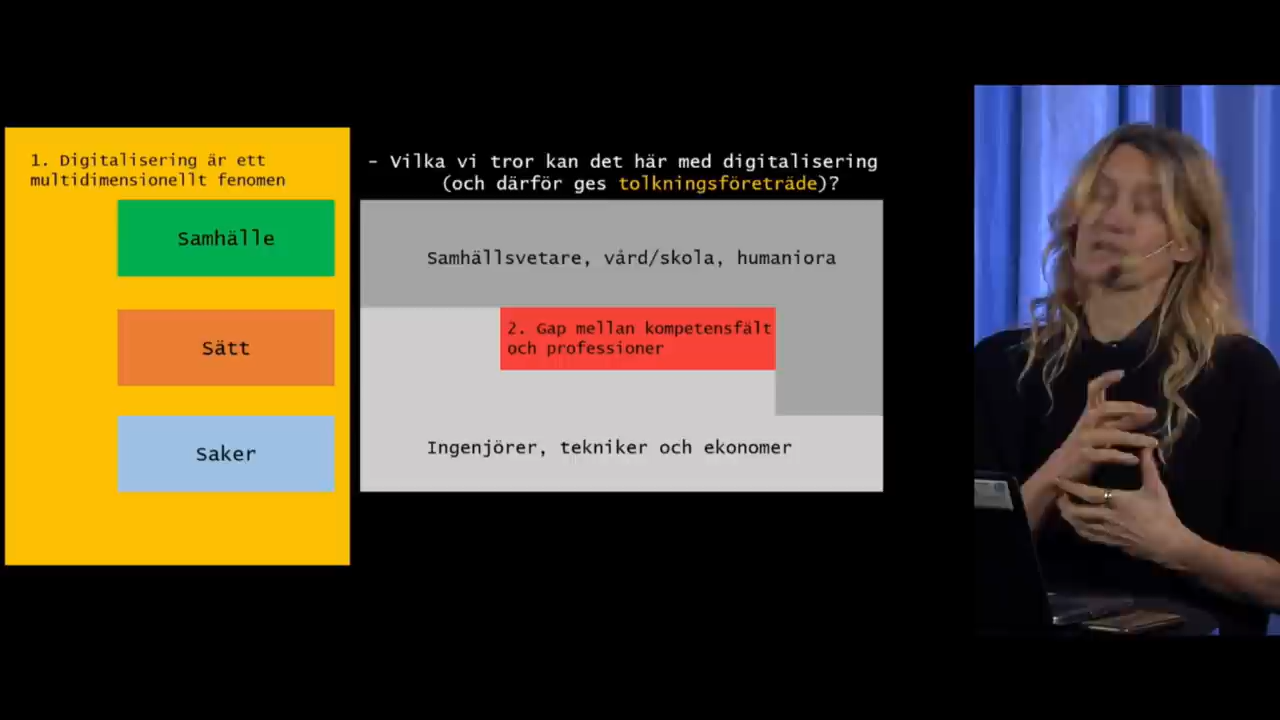 1. Digitalisering är ett
multidimensionellt fenomen
Samhälle
Sätt
Saker
- Vilka vi tror kan det här med digitalisering
(och därför ges tolkningsföreträde)?
Samhällsvetare, vård/skola, humaniora
2. Gap mellan kompetensfält
och professioner
Ingenjörer, tekniker och ekonomer